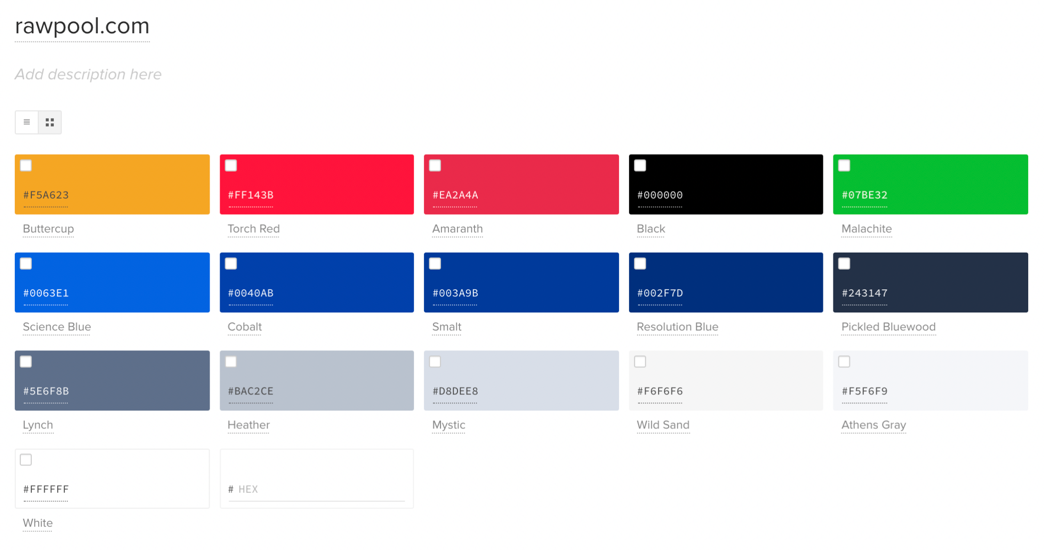 rawpool.com
Add description here
#F5A623 #FF143B #EA2A4A #000000 #07BE32
Buttercup Torch Red Amaranth Black Malachite
#0063E1 #0040AB #003A9B #002F7D #243147
Science Blue Cobalt Smalt Resolution Blue Pickled Bluewood
#5E6F8B #BAC2CE #D8DEE8 #F6F6F6 #F5F6F9
Lynch Heather Mystic Wild Sand Athens Gray
#FFFFFF # HEX
White